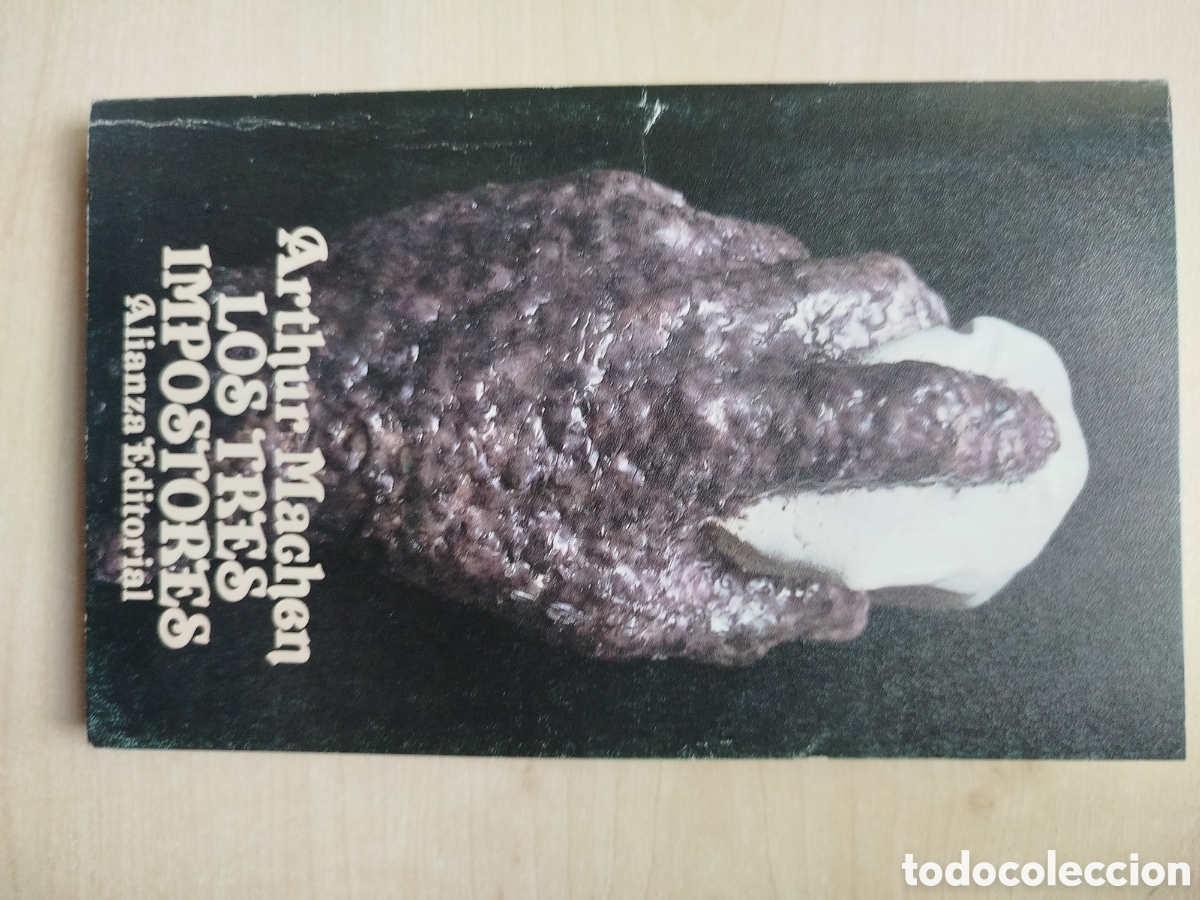 Arthur Machen
LOS TRES
IMPOSTORES
Alianza Editorial
todocoleccion